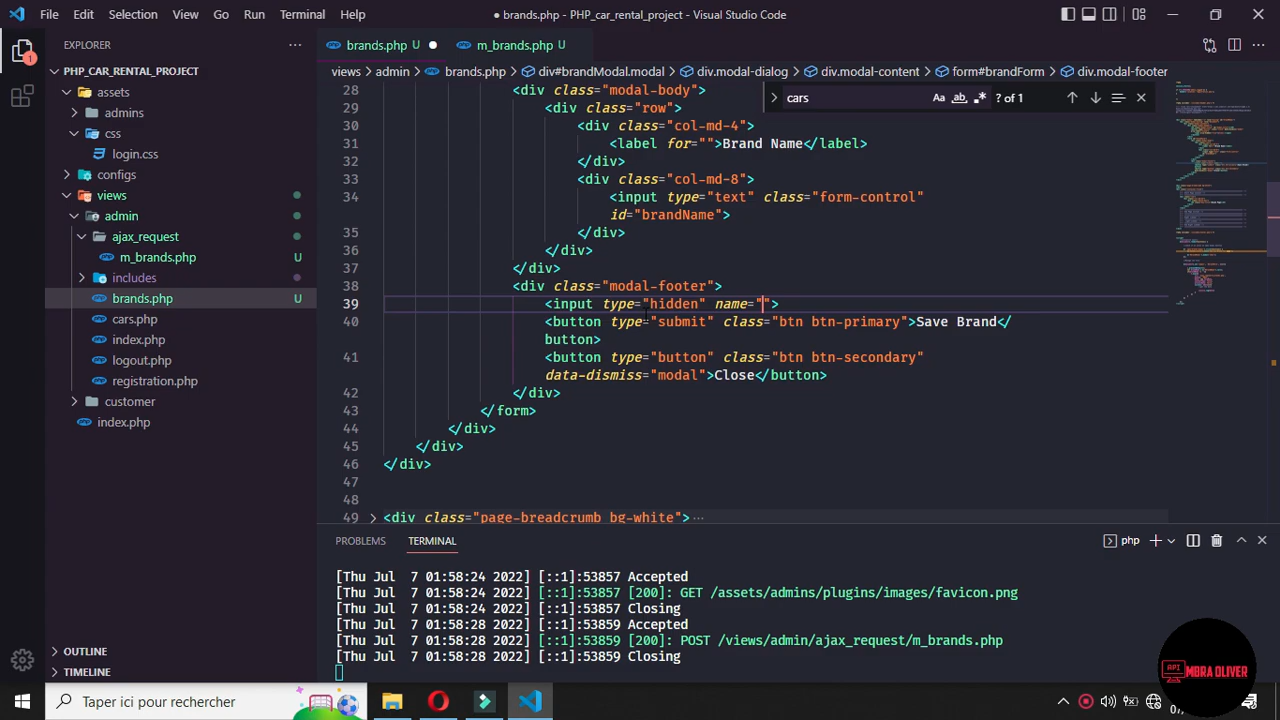 File Edit Selection View Go Run Terminal Help
● brands.php - PHP_car_rental_project - Visual Studio Code
EXPLORER
PHP_CAR_RENTAL_PROJECT
assets
admins
css
login.css
configs
views
admin
ajax_request
m_brands.php U
includes
brands.php U
cars.php
index.php
logout.php
registration.php
customer
index.php
OUTLINE
TIMELINE
1
brands.php U ● m_brands.php U
views > admin > brands.php > div#brandModal.modal > div.modal-dialog > div.modal-content > form#brandForm > div.modal-footer
cars ? of 1
28 <div class="modal-body">
29 <div class="row">
30 <div class="col-md-4">
31 <label for="">Brand Name</label>
32 </div>
33 <div class="col-md-8">
34 <input type="text" class="form-control"
id="brandName">
35 </div>
36 </div>
37 </div>
38 <div class="modal-footer">
39 <input type="hidden" name="">
40 <button type="submit" class="btn btn-primary">Save Brand</
button>
41 <button type="button" class="btn btn-secondary"
data-dismiss="modal">Close</button>
42 </div>
43 </form>
44 </div>
45 </div>
46 </div>
47
48
49 <div class="page-breadcrumb bg-white">…
PROBLEMS TERMINAL
php
[Thu Jul  7 01:58:24 2022] [::1]:53857 Accepted
[Thu Jul  7 01:58:24 2022] [::1]:53857 [200]: GET /assets/admins/plugins/images/favicon.png
[Thu Jul  7 01:58:24 2022] [::1]:53857 Closing
[Thu Jul  7 01:58:28 2022] [::1]:53859 Accepted
[Thu Jul  7 01:58:28 2022] [::1]:53859 [200]: POST /views/admin/ajax_request/m_brands.php
[Thu Jul  7 01:58:28 2022] [::1]:53859 Closing
API MBRA OLIVER
Taper ici pour rechercher